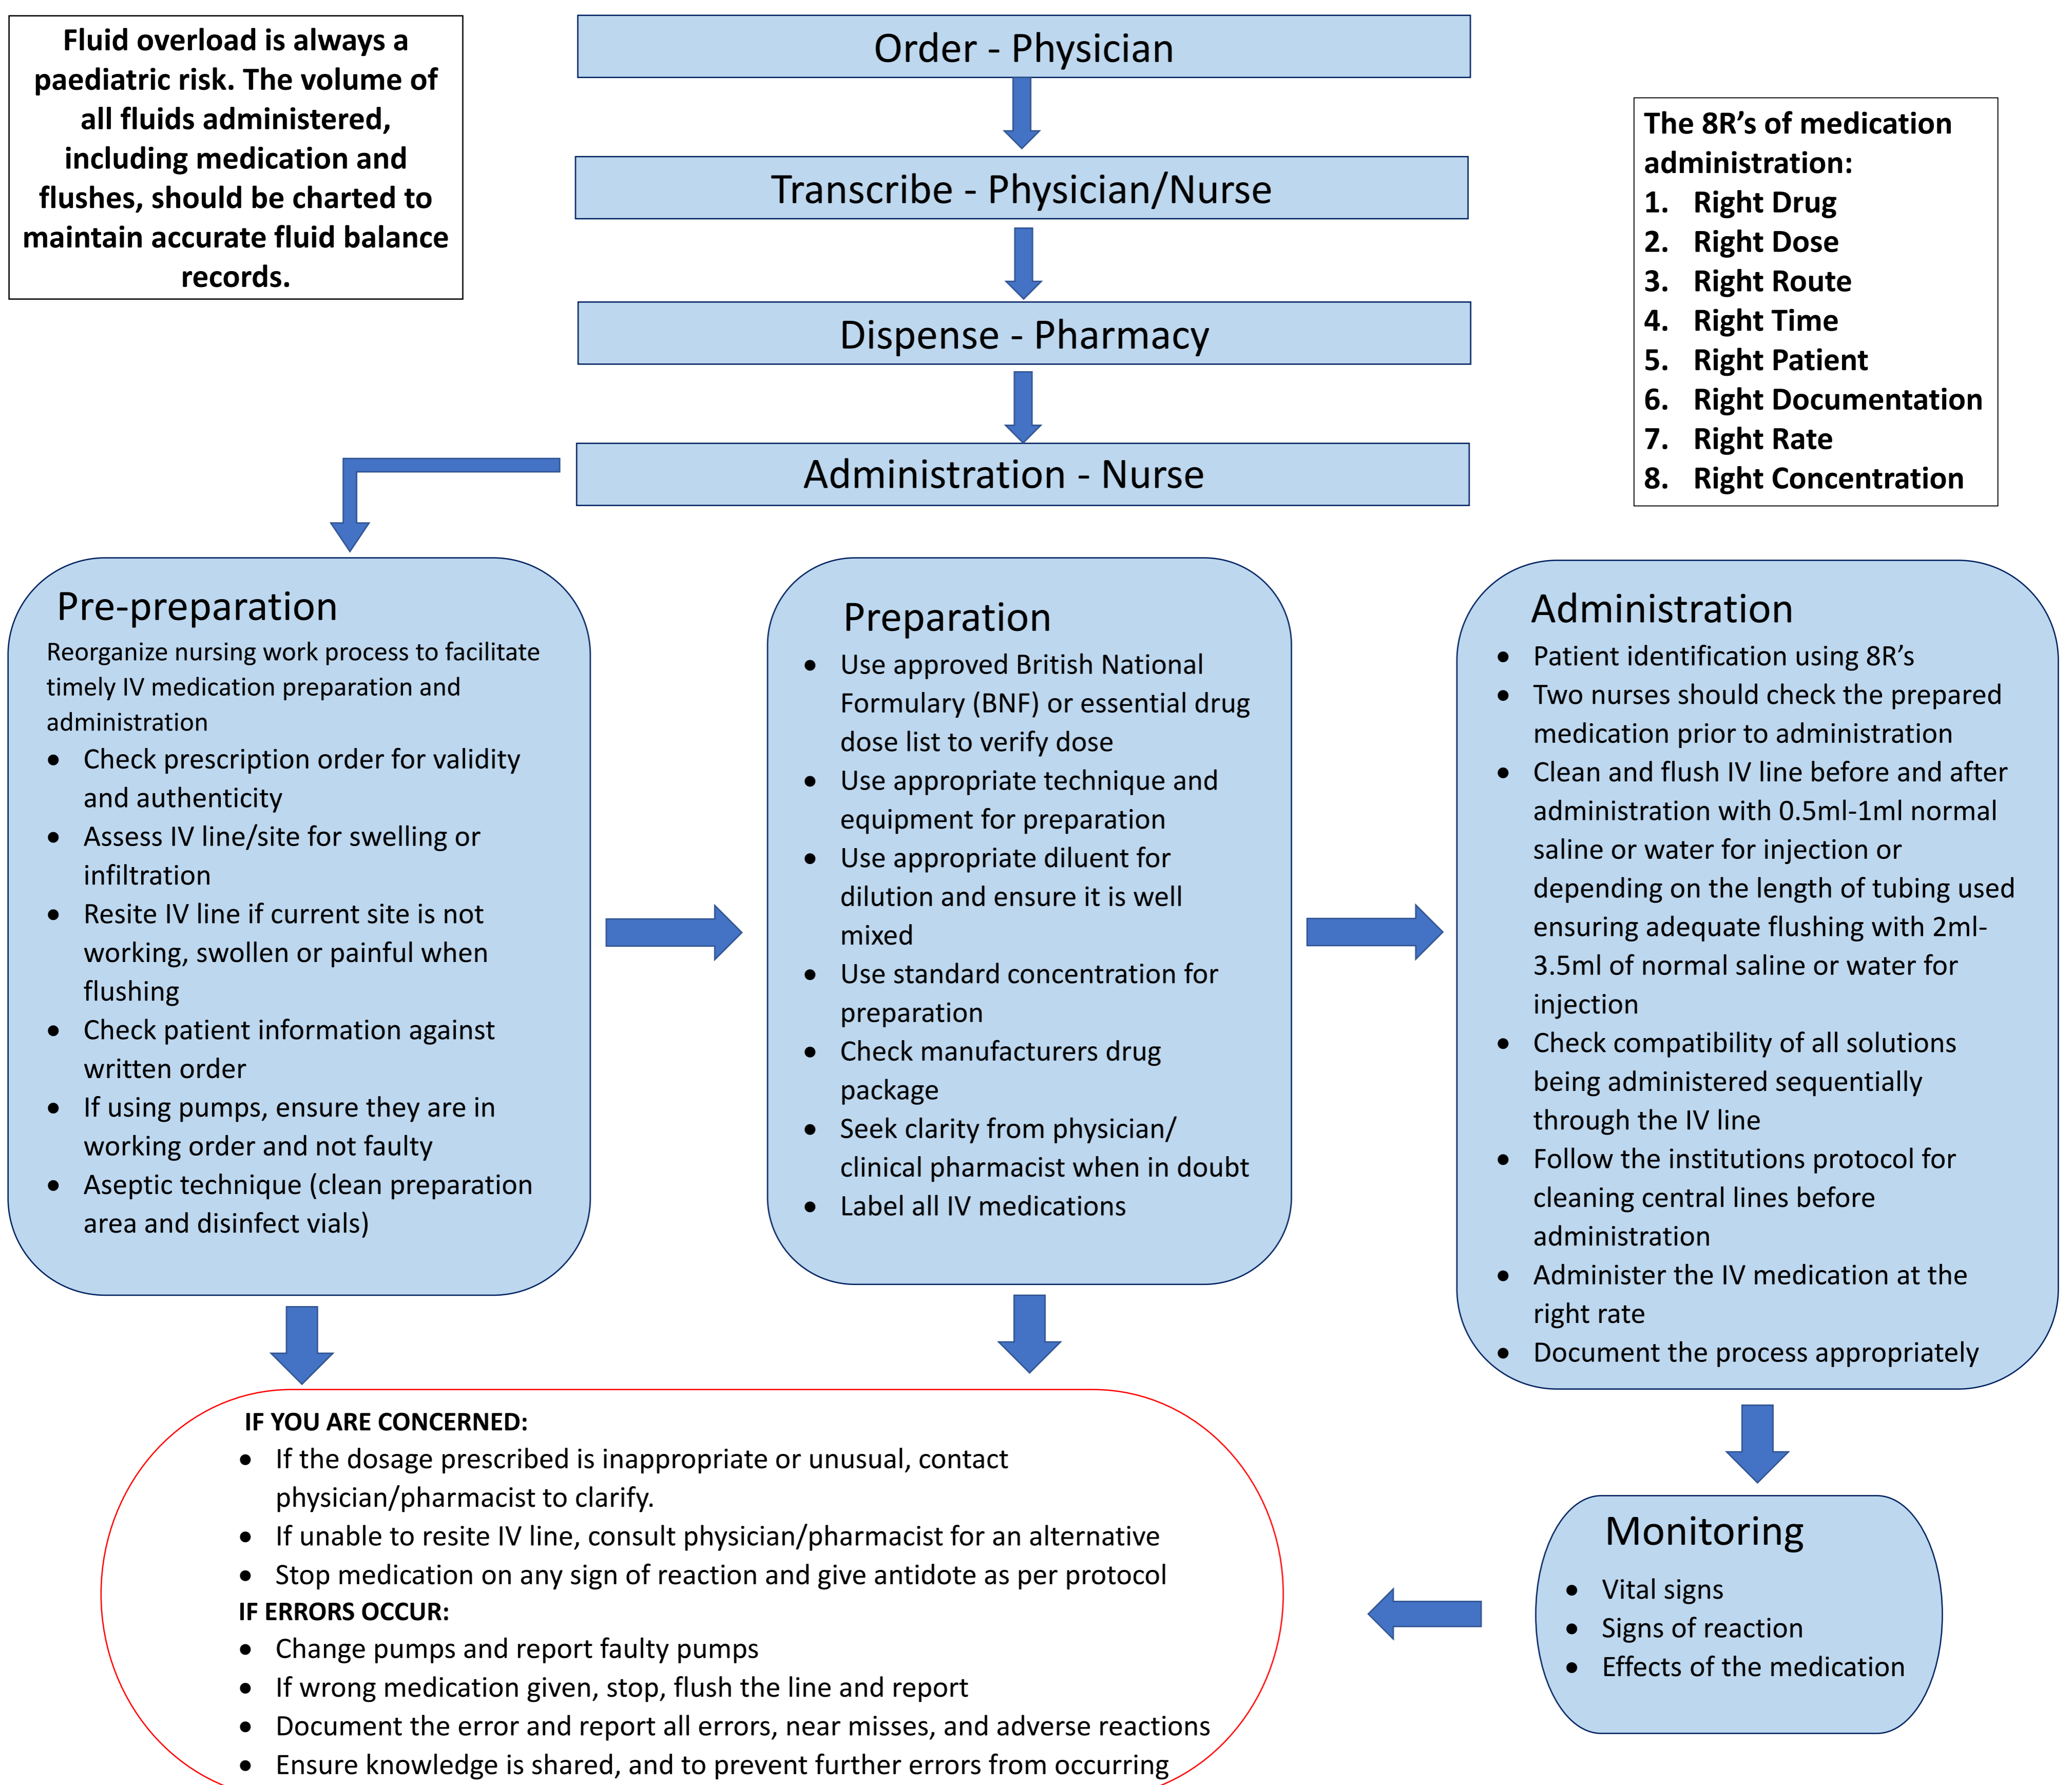 Fluid overload is always a
paediatric risk. The volume of
all fluids administered,
including medication and
flushes, should be charted to
maintain accurate fluid balance
records.
Order - Physician
Transcribe - Physician/Nurse
Dispense - Pharmacy
Administration - Nurse
The 8R's of medication
administration:
1. Right Drug
2. Right Dose
3. Right Route
4. Right Time
5. Right Patient
6. Right Documentation
7. Right Rate
8. Right Concentration
Pre-preparation
Reorganize nursing work process to facilitate
timely IV medication preparation and
administration
• Check prescription order for validity
and authenticity
• Assess IV line/site for swelling or
infiltration
• Resite IV line if current site is not
working, swollen or painful when
flushing
• Check patient information against
written order
• If using pumps, ensure they are in
working order and not faulty
• Aseptic technique (clean preparation
area and disinfect vials)
Preparation
• Use approved British National
Formulary (BNF) or essential drug
dose list to verify dose
• Use appropriate technique and
equipment for preparation
• Use appropriate diluent for
dilution and ensure it is well
mixed
• Use standard concentration for
preparation
• Check manufacturers drug
package
• Seek clarity from physician/
clinical pharmacist when in doubt
• Label all IV medications
Administration
• Patient identification using 8R's
• Two nurses should check the prepared
medication prior to administration
• Clean and flush IV line before and after
administration with 0.5ml-1ml normal
saline or water for injection or
depending on the length of tubing used
ensuring adequate flushing with 2ml-
3.5ml of normal saline or water for
injection
• Check compatibility of all solutions
being administered sequentially
through the IV line
• Follow the institutions protocol for
cleaning central lines before
administration
• Administer the IV medication at the
right rate
• Document the process appropriately
IF YOU ARE CONCERNED:
• If the dosage prescribed is inappropriate or unusual, contact
physician/pharmacist to clarify.
• If unable to resite IV line, consult physician/pharmacist for an alternative
• Stop medication on any sign of reaction and give antidote as per protocol
IF ERRORS OCCUR:
• Change pumps and report faulty pumps
• If wrong medication given, stop, flush the line and report
• Document the error and report all errors, near misses, and adverse reactions
• Ensure knowledge is shared, and to prevent further errors from occurring
Monitoring
• Vital signs
• Signs of reaction
• Effects of the medication